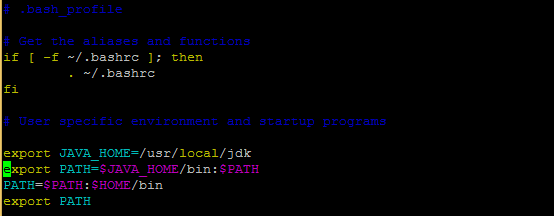 # .bash_profile
# Get the aliases and functions
if [ -f ~/.bashrc ]; then
. ~/.bashrc
fi
# User specific environment and startup programs
export JAVA_HOME=/usr/local/jdk
export PATH=$JAVA_HOME/bin:$PATH
PATH=$PATH:$HOME/bin
export PATH